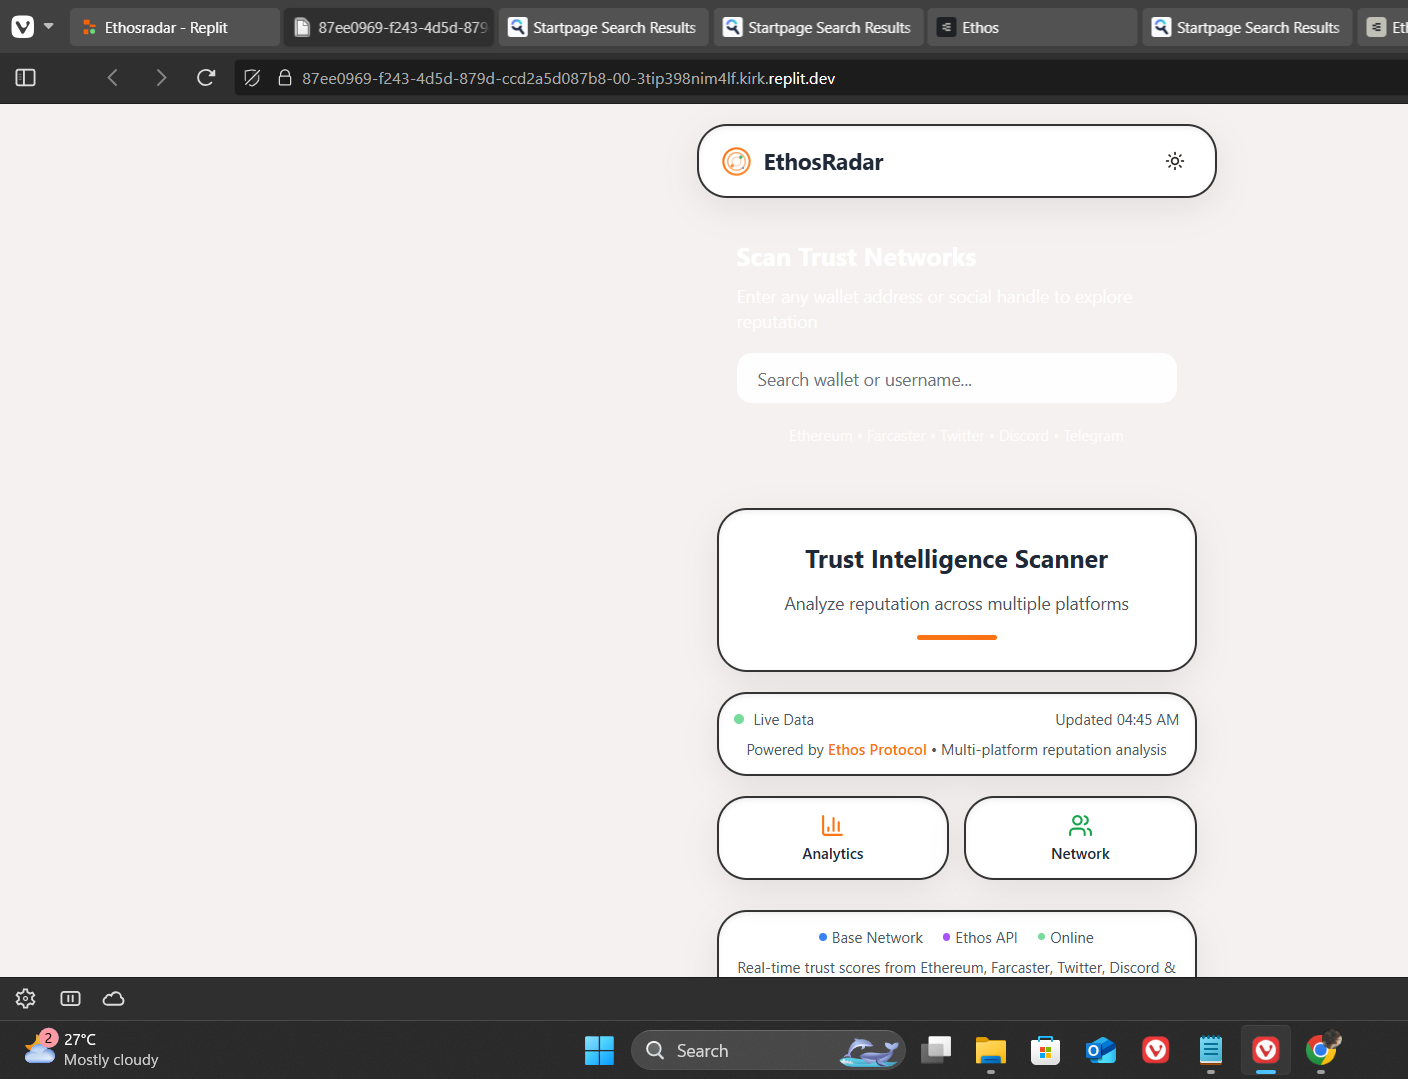 Ethosradar - Replit
87ee0969-f243-4d5d-879
Startpage Search Results
Startpage Search Results
Ethos
Startpage Search Results
Et
87ee0969-f243-4d5d-879d-ccd2a5d087b8-00-3tip398nim4lf.kirk.replit.dev
EthosRadar
Scan Trust Networks
Enter any wallet address or social handle to explore
reputation
Search wallet or username...
Ethereum • Farcaster • Twitter • Discord • Telegram
Trust Intelligence Scanner
Analyze reputation across multiple platforms
Live Data
Updated 04:45 AM
Powered by Ethos Protocol • Multi-platform reputation analysis
Analytics
Network
Base Network
Ethos API
Online
Real-time trust scores from Ethereum, Farcaster, Twitter, Discord &
2
27°C
Mostly cloudy
Search